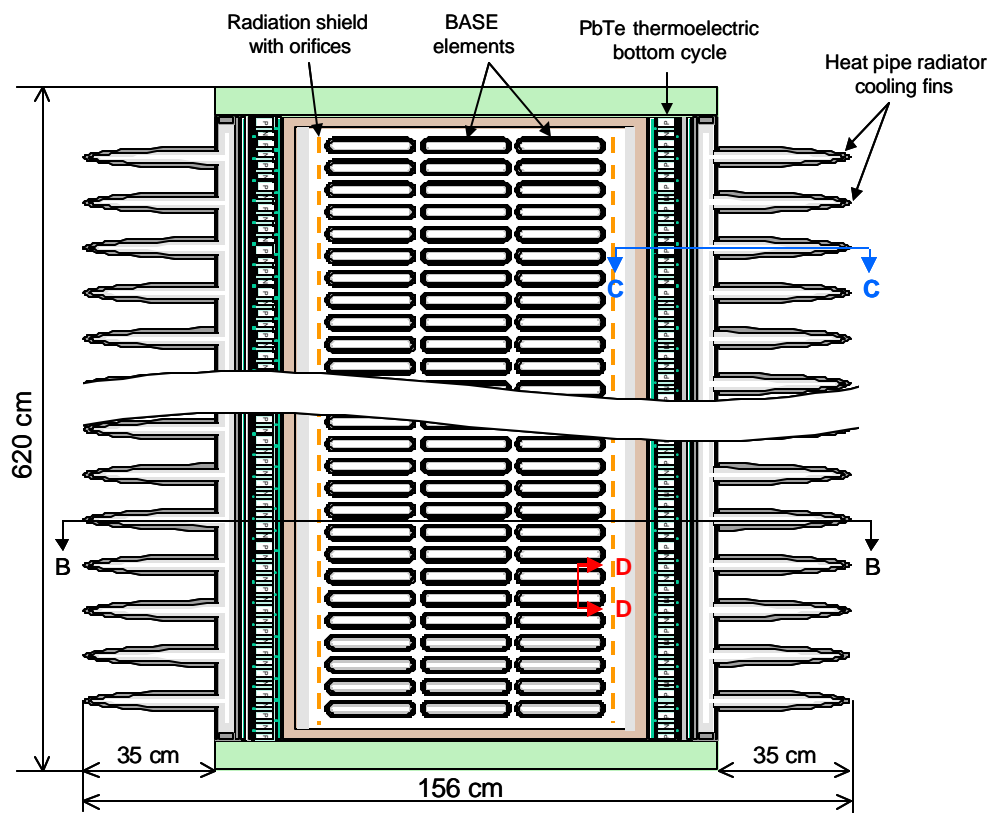 Radiation shield
with orifices
BASE
elements
PbTe thermoelectric
bottom cycle
Heat pipe radiator
cooling fins
C
C
620 cm
B
B
D
D
35 cm
35 cm
156 cm